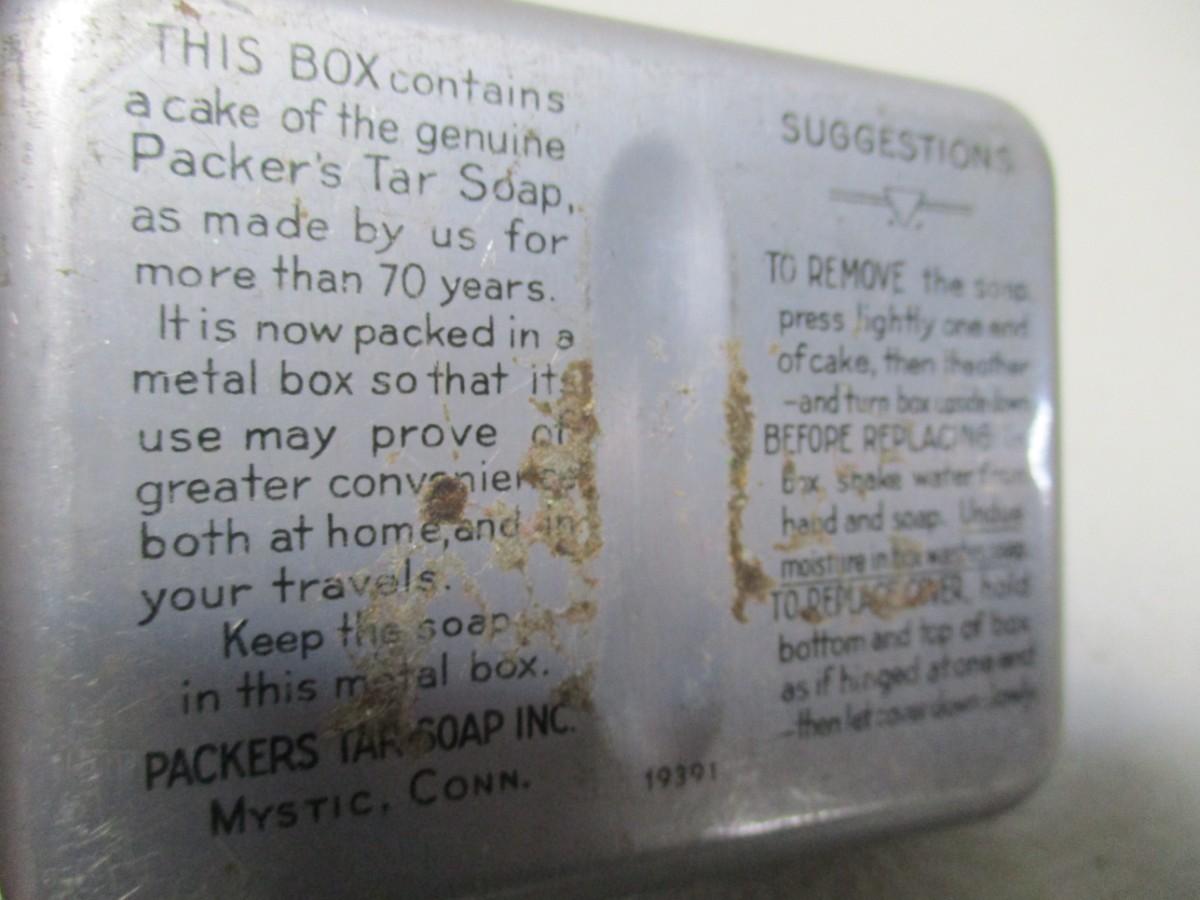 THIS BOX contains
a cake of the genuine
Packer's Tar Soap,
as made by us for
more than 70 years.
It is now packed in a
metal box so that its
use may prove of
greater convenience
both at home, and in
your travels.
Keep the soap
in this metal box.
PACKERS TAR SOAP INC.
MYSTIC, CONN.
19391
SUGGESTIONS
TO REMOVE the soap,
press lightly one end
of cake, then the other
-and turn box upside down
BEFORE REPLACING in
box, shake water from
hand and soap. Undue
moisture in box wastes soap.
TO REPLACE COVER, hold
bottom and top of box
as if hinged at one end
-then let cover down slowly